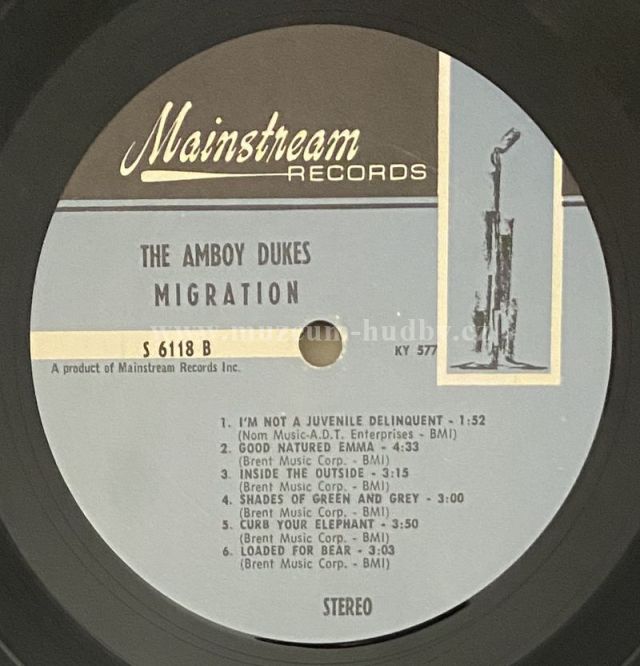 Mainstream
RECORDS
THE AMBOY DUKES
MIGRATION
www.muzeum-hudby.cz
S 6118 B
KY 577
A product of Mainstream Records Inc.
1. I'M NOT A JUVENILE DELINQUENT - 1:52
(Nom Music-A.D.T. Enterprises - BMI)
2. GOOD NATURED EMMA - 4:33
(Brent Music Corp. - BMI)
3. INSIDE THE OUTSIDE - 3:15
(Brent Music Corp. - BMI)
4. SHADES OF GREEN AND GREY - 3:00
(Brent Music Corp. - BMI)
5. CURB YOUR ELEPHANT - 3:50
(Brent Music Corp. - BMI)
6. LOADED FOR BEAR - 3:03
(Brent Music Corp. - BMI)
STEREO